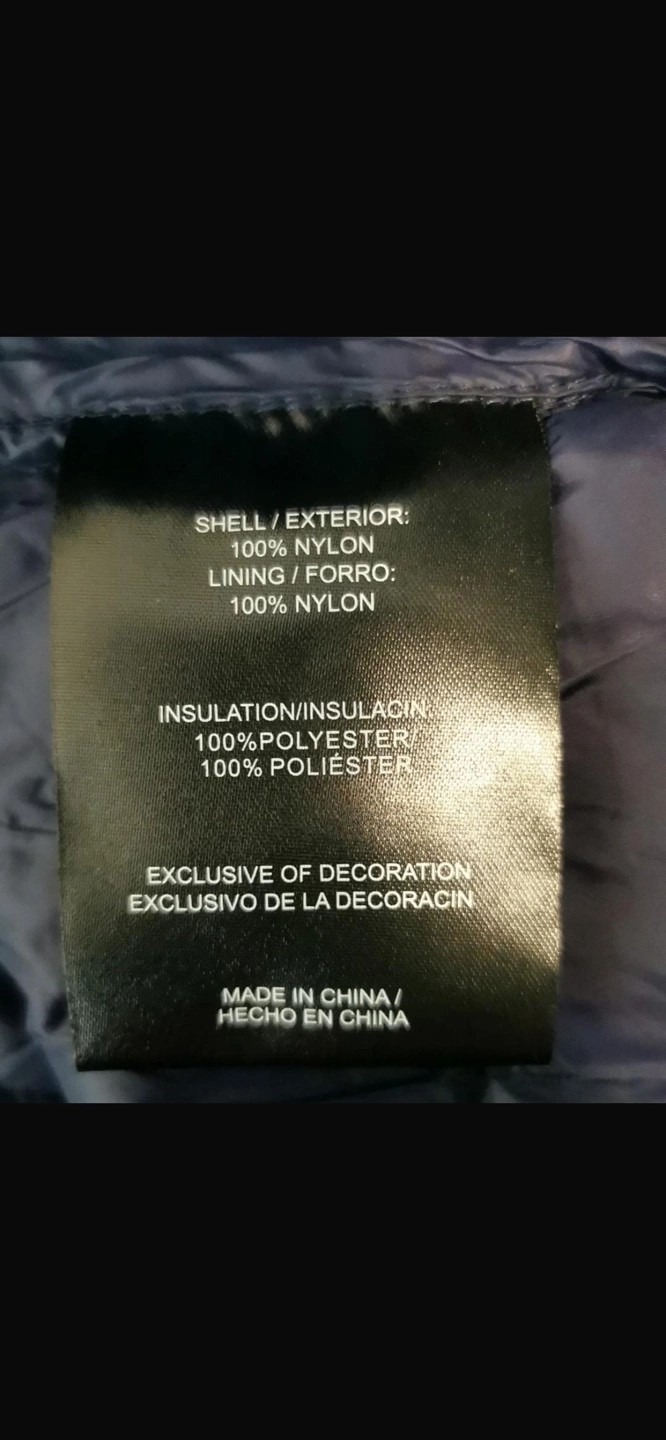 SHELL / EXTERIOR:
100% NYLON
LINING / FORRO:
100% NYLON
INSULATION/INSULACIN:
100%POLYESTER/
100% POLIÉSTER
EXCLUSIVE OF DECORATION
EXCLUSIVO DE LA DECORACIN
MADE IN CHINA /
HECHO EN CHINA